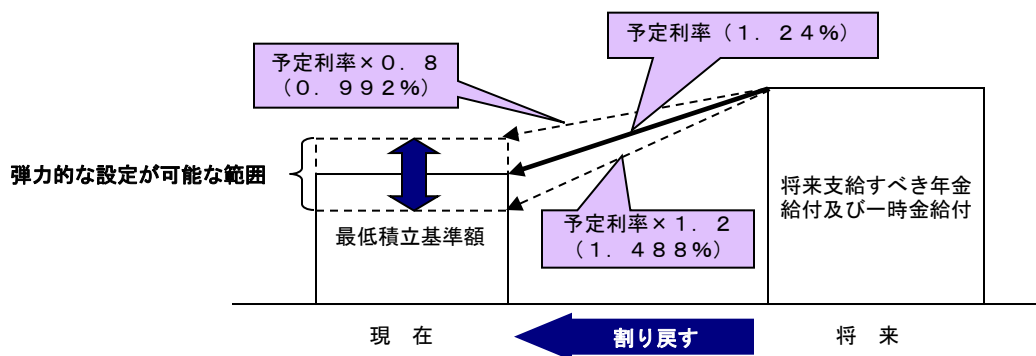 予定利率×０．８
（０．９９２%）
予定利率（１．２４%）
弾力的な設定が可能な範囲
最低積立基準額
予定利率×１．２
（１．４８８%）
将来支給すべき年金
給付及び一時金給付
現　在
割り戻す
将　来